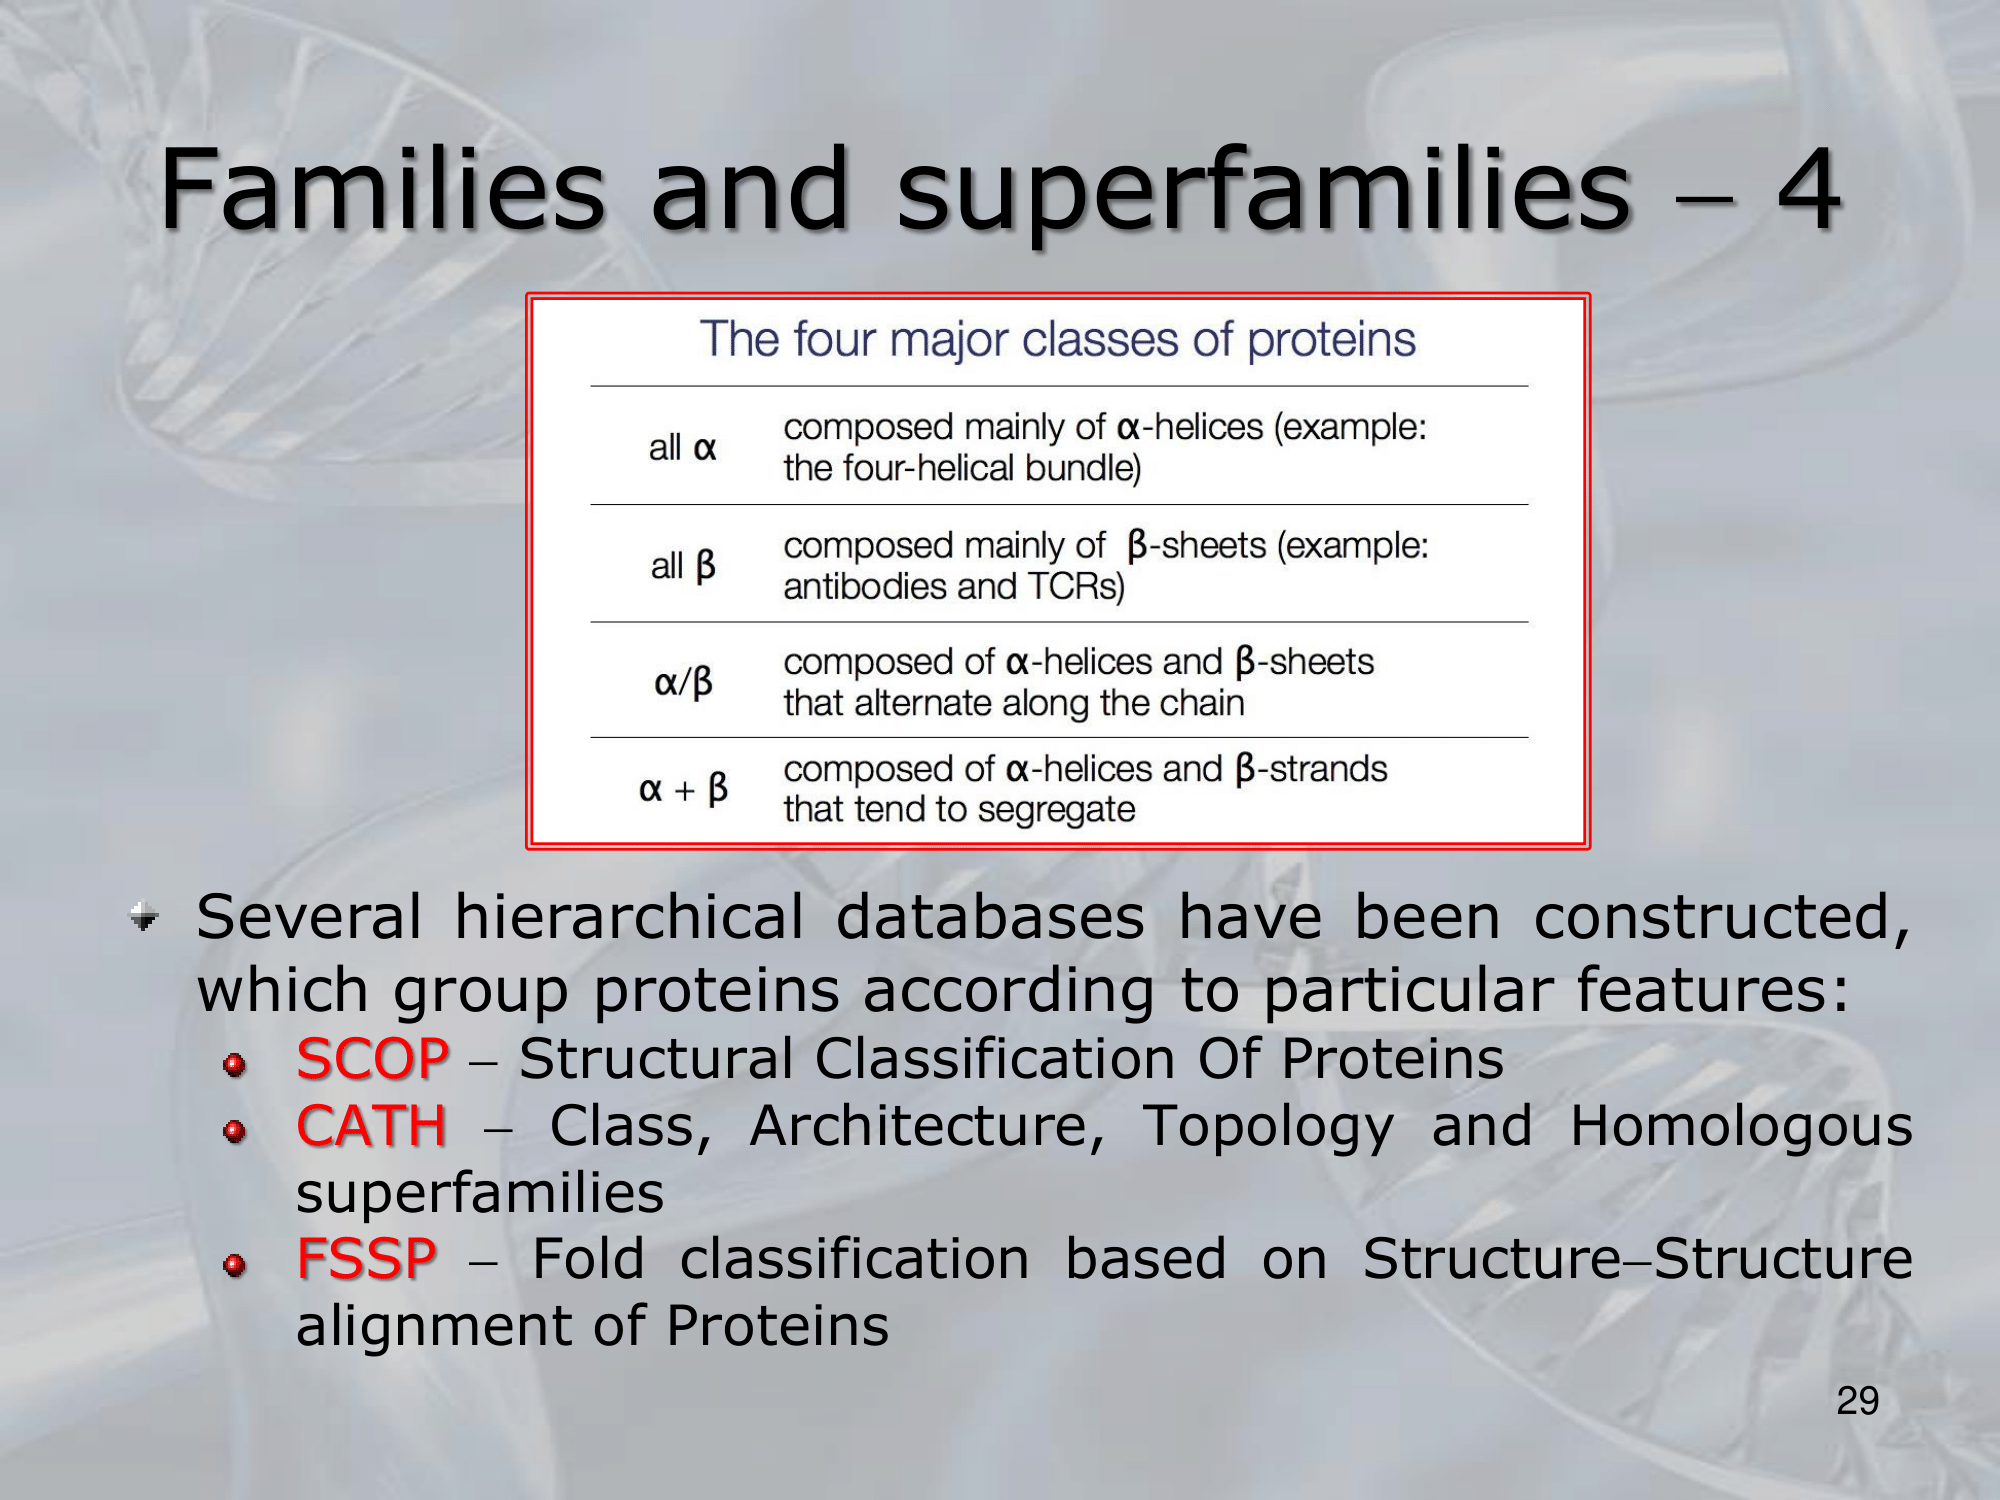 Families and superfamilies – 4
The four major classes of proteins
all α
composed mainly of α-helices (example:
the four-helical bundle)
all β
composed mainly of β-sheets (example:
antibodies and TCRs)
α/β
composed of α-helices and β-sheets
that alternate along the chain
α + β
composed of α-helices and β-strands
that tend to segregate
Several hierarchical databases have been constructed,
which group proteins according to particular features:
SCOP – Structural Classification Of Proteins
CATH – Class, Architecture, Topology and Homologous
superfamilies
FSSP – Fold classification based on Structure–Structure
alignment of Proteins
29